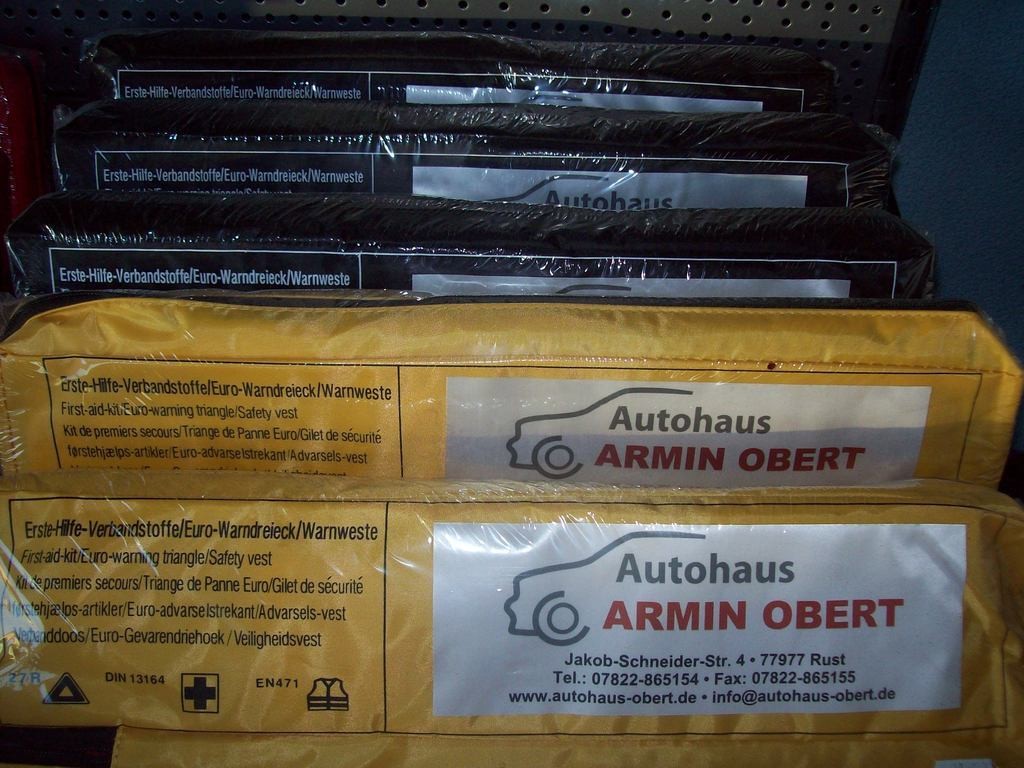 Erste-Hilfe-Verbandstoffe/Euro-Warndreieck/Warnweste
Erste-Hilfe-Verbandstoffe/Euro-Warndreieck/Warnweste
Autohaus
Erste-Hilfe-Verbandstoffe/Euro-Warndreieck/Warnweste
Erste-Hilfe-Verbandstoffe/Euro-Warndreieck/Warnweste
First-aid-kit/Euro-warning triangle/Safety vest
Kit de premiers secours/Triange de Panne Euro/Gilet de sécurité
førstehjælps-artikler/Euro-advarselstrekant/Advarsels-vest
Autohaus
ARMIN OBERT
Erste-Hilfe-Verbandstoffe/Euro-Warndreieck/Warnweste
First-aid-kit/Euro-warning triangle/Safety vest
Kit de premiers secours/Triange de Panne Euro/Gilet de sécurité
førstehjælps-artikler/Euro-advarselstrekant/Advarsels-vest
Verbanddoos/Euro-Gevarendriehoek/Veiligheidsvest
27R
DIN 13164
EN471
Autohaus
ARMIN OBERT
Jakob-Schneider-Str. 4 • 77977 Rust
Tel.: 07822-865154 • Fax: 07822-865155
www.autohaus-obert.de • info@autohaus-obert.de